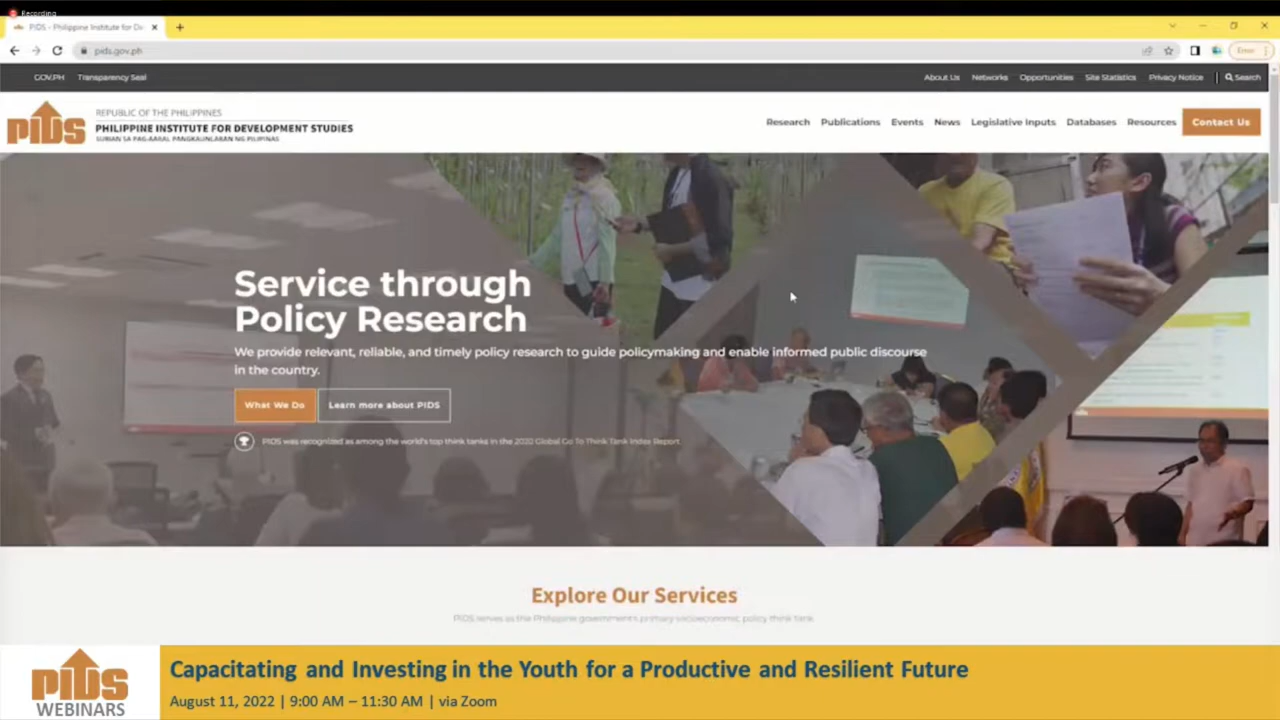 Recording
PIDS - Philippine Institute for De
pids.gov.ph
Error
GOV.PH Transparency Seal
About Us Networks Opportunities Site Statistics Privacy Notice Search
PIDS
REPUBLIC OF THE PHILIPPINES
PHILIPPINE INSTITUTE FOR DEVELOPMENT STUDIES
SURIAN SA PAG-AARAL PANGKAUNLARAN NG PILIPINAS
Research Publications Events News Legislative Inputs Databases Resources Contact Us
Service through
Policy Research
We provide relevant, reliable, and timely policy research to guide policymaking and enable informed public discourse
in the country.
What We Do Learn more about PIDS
PIDS was recognized as among the world's top think tanks in the 2020 Global Go To Think Tank Index Report.
Explore Our Services
PIDS serves as the Philippine government's primary socioeconomic policy think tank
PIDS
WEBINARS
Capacitating and Investing in the Youth for a Productive and Resilient Future
August 11, 2022 | 9:00 AM – 11:30 AM | via Zoom